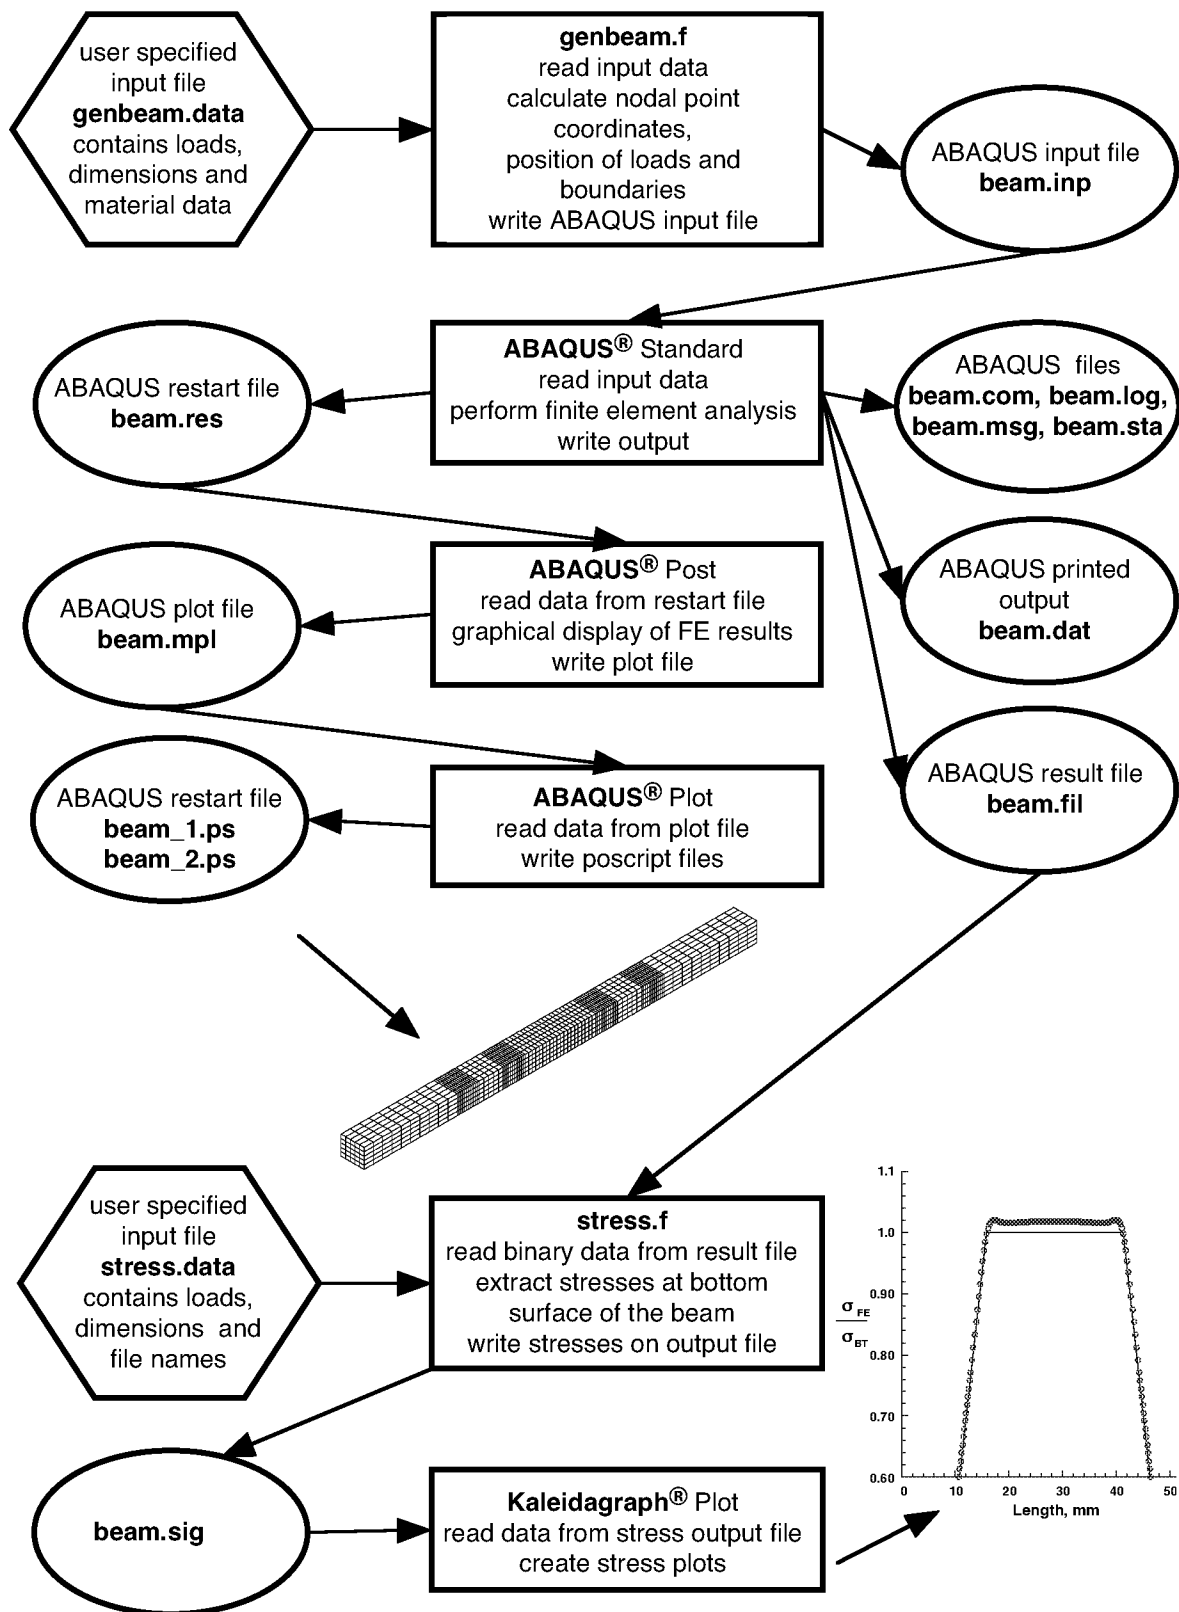 user specified
input file
genbeam.data
contains loads,
dimensions and
material data
genbeam.f
read input data
calculate nodal point
coordinates,
position of loads and
boundaries
write ABAQUS input file
ABAQUS input file
beam.inp
ABAQUS restart file
beam.res
ABAQUS® Standard
read input data
perform finite element analysis
write output
ABAQUS files
beam.com, beam.log,
beam.msg, beam.sta
ABAQUS plot file
beam.mpl
ABAQUS® Post
read data from restart file
graphical display of FE results
write plot file
ABAQUS printed
output
beam.dat
ABAQUS restart file
beam_1.ps
beam_2.ps
ABAQUS® Plot
read data from plot file
write poscript files
ABAQUS result file
beam.fil
user specified
input file
stress.data
contains loads,
dimensions and
file names
stress.f
read binary data from result file
extract stresses at bottom
surface of the beam
write stresses on output file
1.1
1.0
0.90
0.80
0.70
0.60
σ FE
σ BT
0 10 20 30 40 50
Length, mm
beam.sig
Kaleidagraph® Plot
read data from stress output file
create stress plots